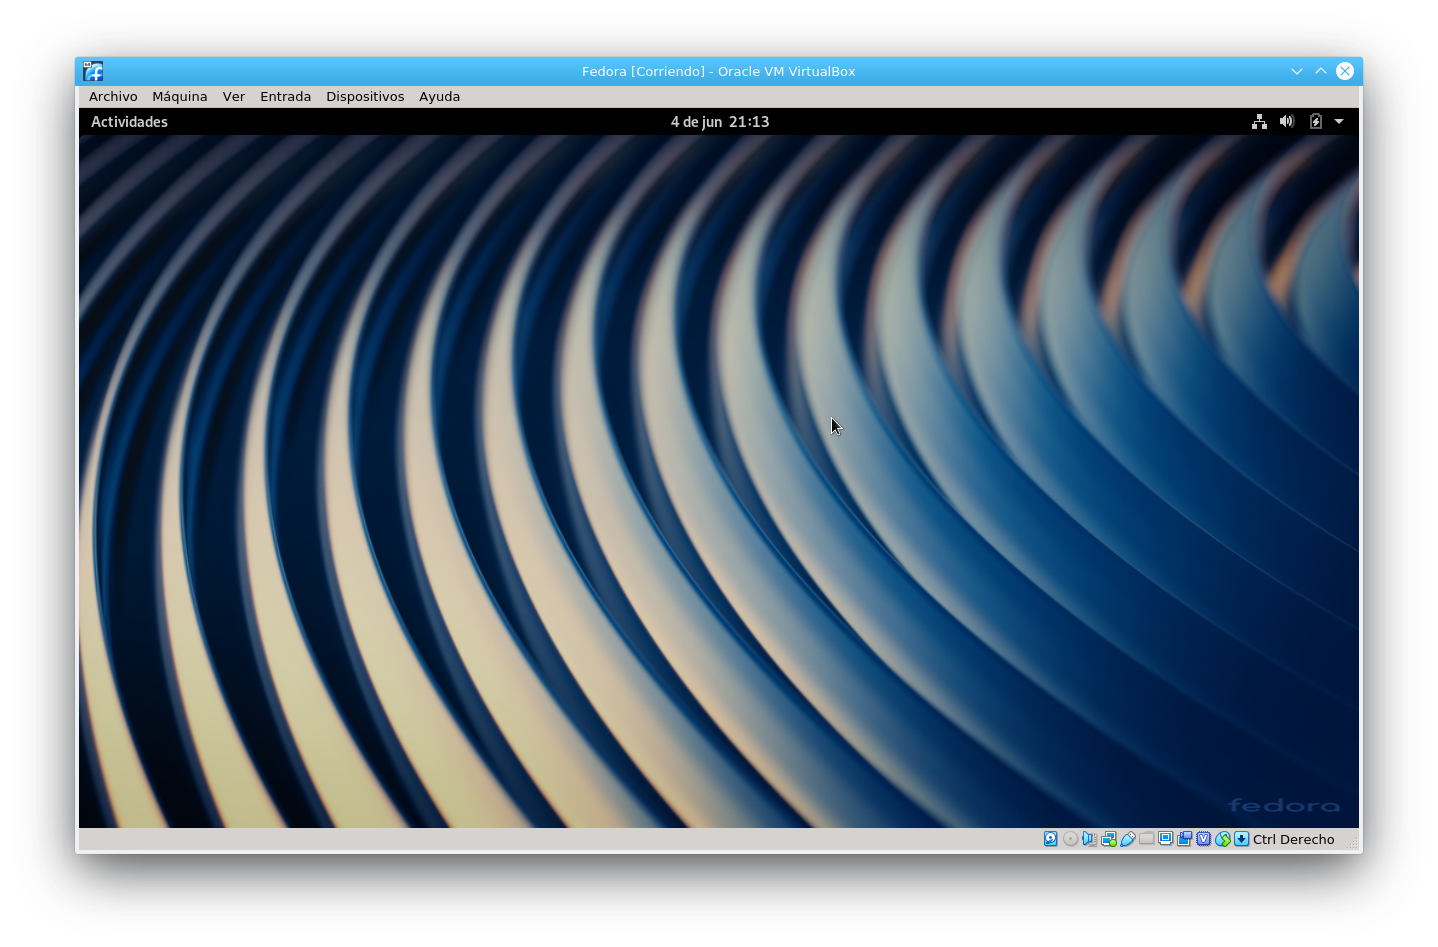 Fedora [Corriendo] - Oracle VM VirtualBox
Archivo Máquina Ver Entrada Dispositivos Ayuda
Actividades 4 de jun 21:13
fedora
Ctrl Derecho